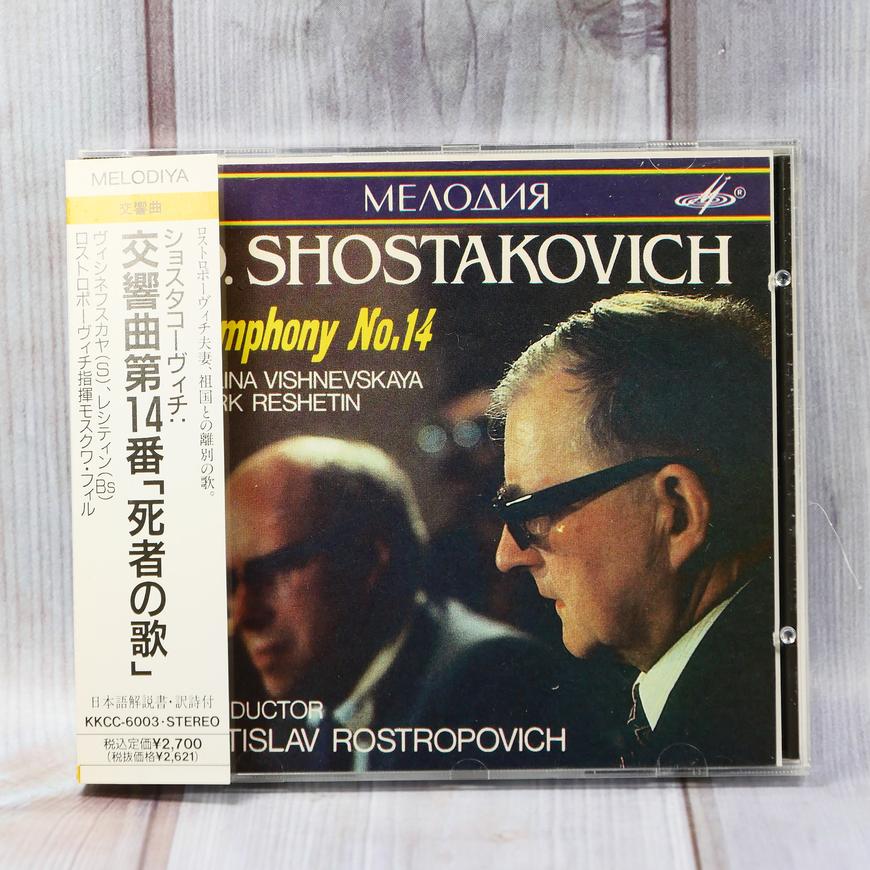 MELODIYA
交響曲
ロストロポーヴィチ夫妻、祖国との離別の歌。
ショスタコーヴィチ:
交響曲第14番「死者の歌」
ヴィシネフスカヤ(S)、レシティン(Bs)
ロストロポーヴィチ指揮モスクワ・フィル
日本語解説書・訳詩付
KKCC-6003·STEREO
税込定価¥2,700
(税抜価格¥2,621)
МЕЛОДИЯ
®
D. SHOSTAKOVICH
mphony No.14
LINA VISHNEVSKAYA
RK RESHETIN
DUCTOR
TISLAV ROSTROPOVICH